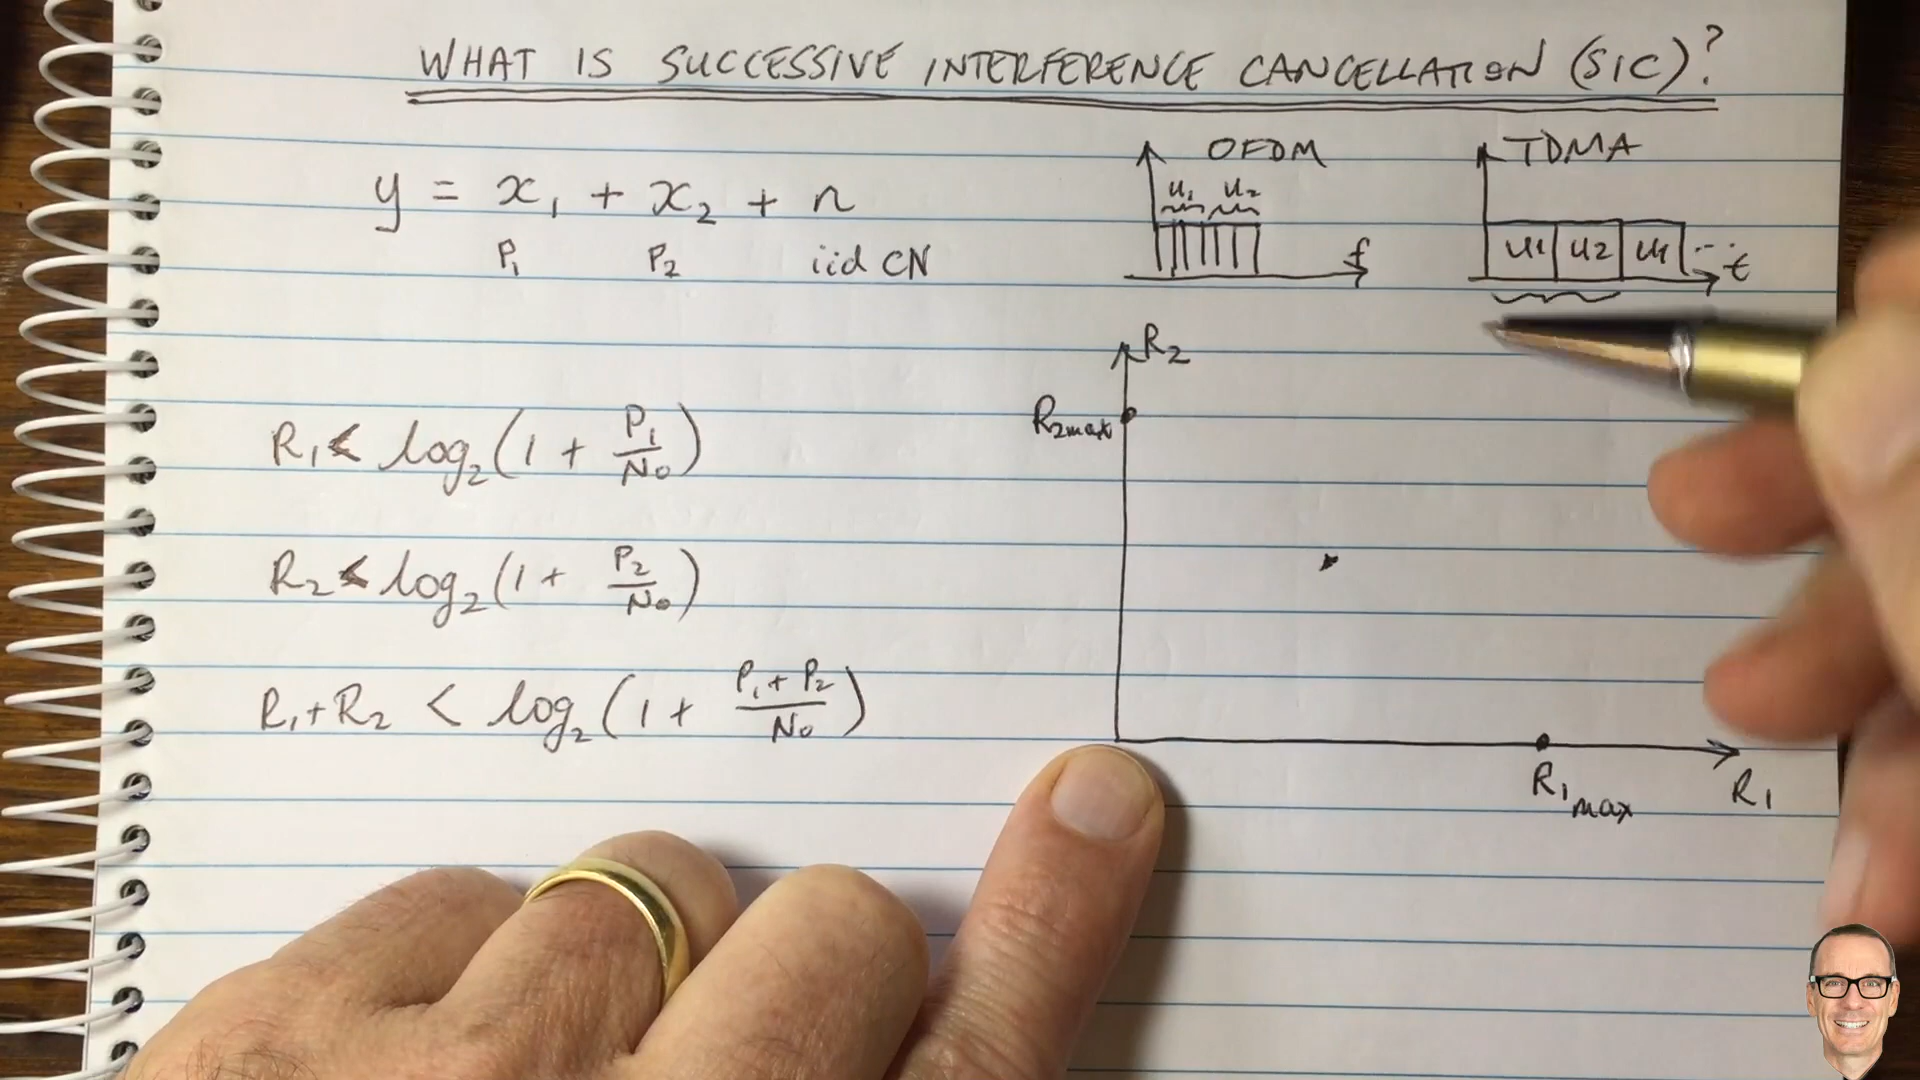 WHAT IS SUCCESSIVE INTERFERENCE CANCELLATION (SIC)?
y = x₁ + x₂ + n
P₁ P₂ iid CN
OFDM
u₁ u₂
f
TDMA
u1 u2 u1 ...
t
R₁ < log₂(1 + P₁/N₀)
R₂ < log₂(1 + P₂/N₀)
R₁+R₂ < log₂(1 + P₁+P₂/N₀)
R₂
R₂max
R₁max
R₁